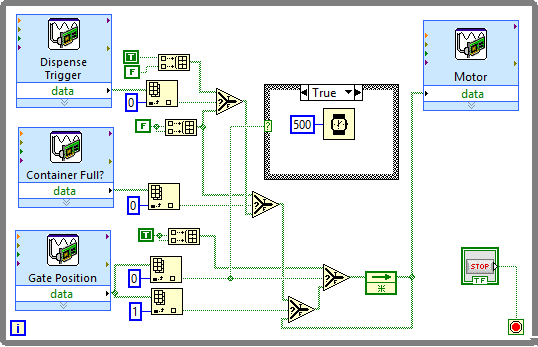 Dispense
Trigger
data
T
F
0
F
True
?
500
Motor
data
?
F
Container Full?
data
0
?
F
T
Gate Position
data
0
1
?
F
?
F
STOP
TF
i